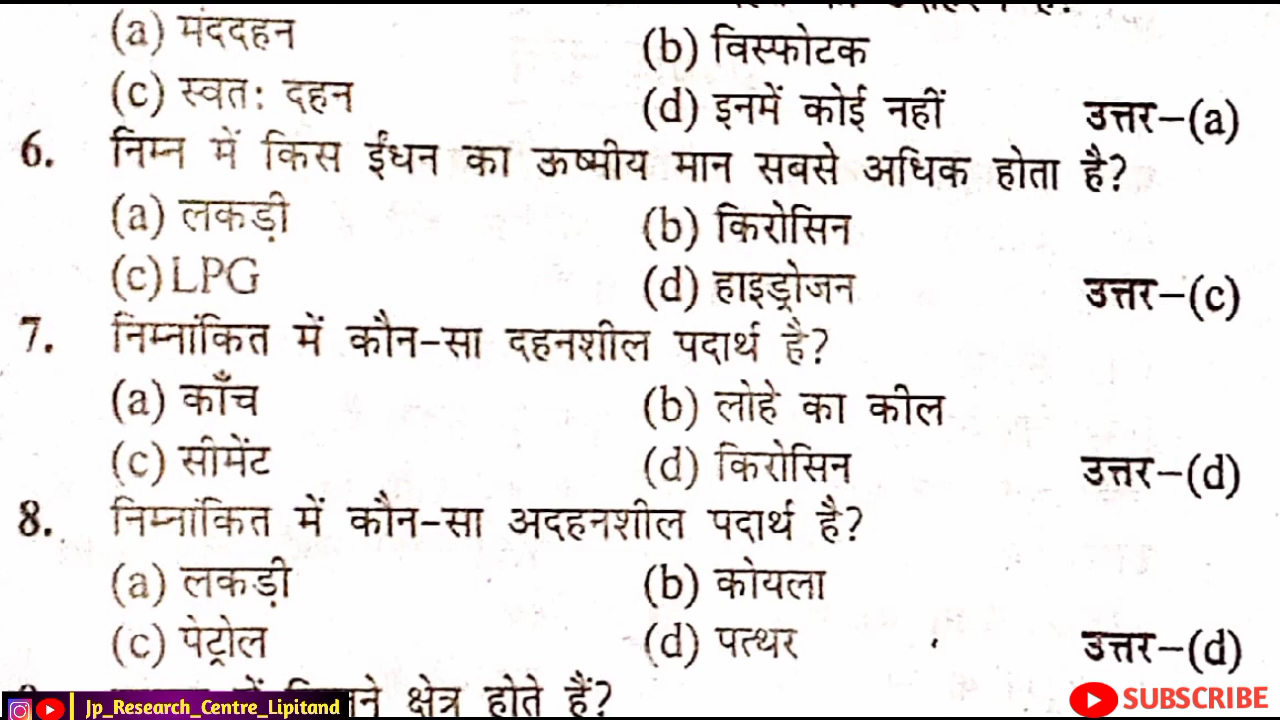 (a) मंददहन (b) विस्फोटक
(c) स्वत: दहन (d) इनमें कोई नहीं उत्तर–(a)
6. निम्न में किस ईंधन का ऊष्मीय मान सबसे अधिक होता है?
(a) लकड़ी (b) किरोसिन
(c) LPG (d) हाइड्रोजन उत्तर–(c)
7. निम्नांकित में कौन-सा दहनशील पदार्थ है?
(a) काँच (b) लोहे का कील
(c) सीमेंट (d) किरोसिन उत्तर–(d)
8. निम्नांकित में कौन-सा अदहनशील पदार्थ है?
(a) लकड़ी (b) कोयला
(c) पेट्रोल (d) पत्थर उत्तर–(d)
में क्षेत्र होते हैं?
Jp_Research_Centre_Lipitand
SUBSCRIBE